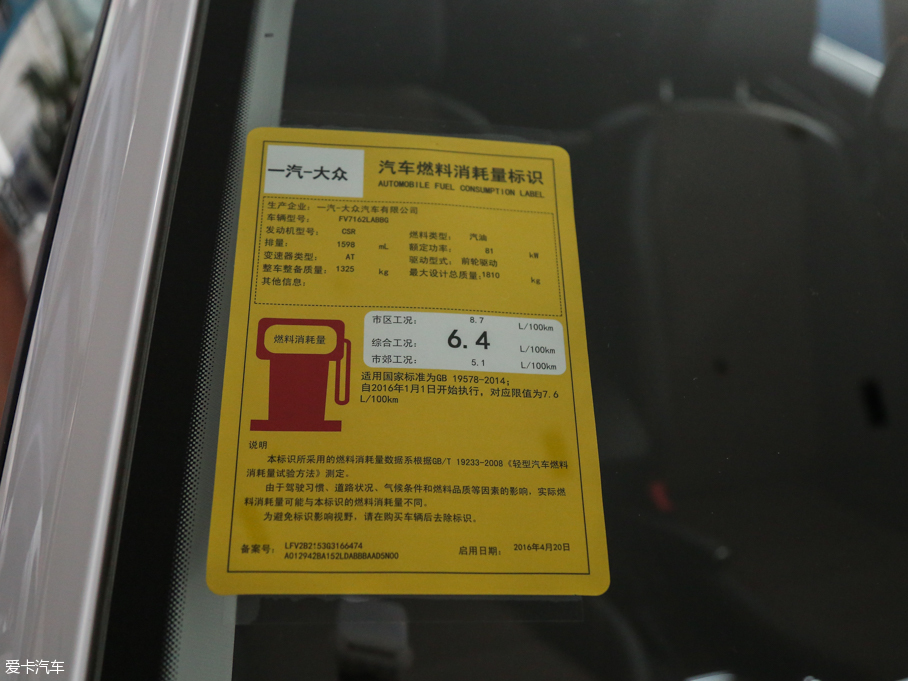 一汽-大众
汽车燃料消耗量标识
AUTOMOBILE FUEL CONSUMPTION LABEL
生产企业：一汽-大众汽车有限公司
车辆型号： FV7162LABBG
发动机型号： CSR 燃料类型： 汽油
排量： 1598 mL 额定功率： 81 kW
变速器类型： AT 驱动型式： 前轮驱动
整车整备质量： 1325 kg 最大设计总质量：1810 kg
其他信息：
燃料消耗量
市区工况： 8.7 L/100km
综合工况： 6.4 L/100km
市郊工况： 5.1 L/100km
适用国家标准为GB 19578-2014；
自2016年1月1日开始执行，对应限值为7.6
L/100km
说明
本标识所采用的燃料消耗量数据系根据GB/T 19233-2008《轻型汽车燃料
消耗量试验方法》测定。
由于驾驶习惯、道路状况、气候条件和燃料品质等因素的影响，实际燃
料消耗量可能与本标识的燃料消耗量不同。
为避免标识影响视野，请在购买车辆后去除标识。
备案号： LFV2B2153G3166474
A012942BA152LDABBBAAD5N00
启用日期： 2016年4月20日
爱卡汽车